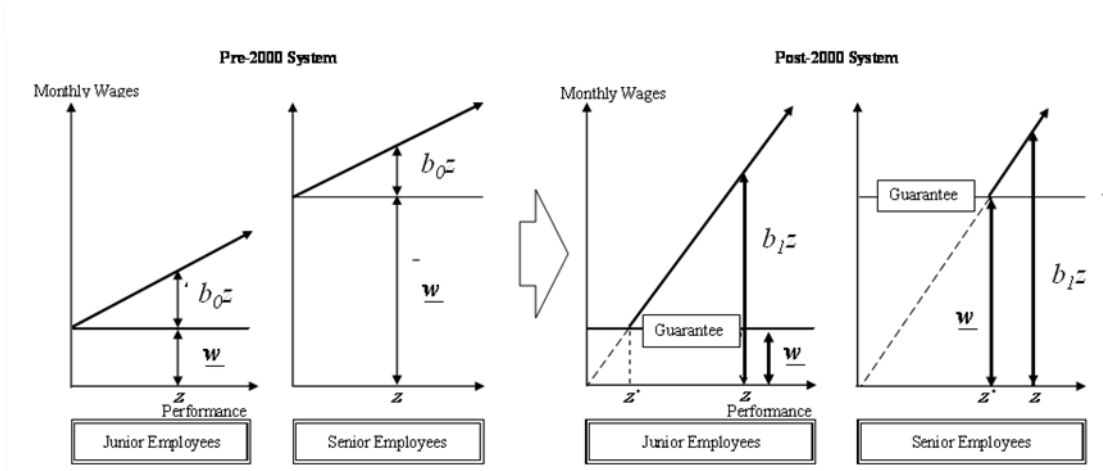 Pre-2000 System
Post-2000 System
Monthly Wages
b₀z
w
z
Performance
Junior Employees
b₀z
w
z
Senior Employees
Monthly Wages
b₁z
Guarantee
w
z*
z
Performance
Junior Employees
Guarantee
b₁z
w
z*
z
Senior Employees